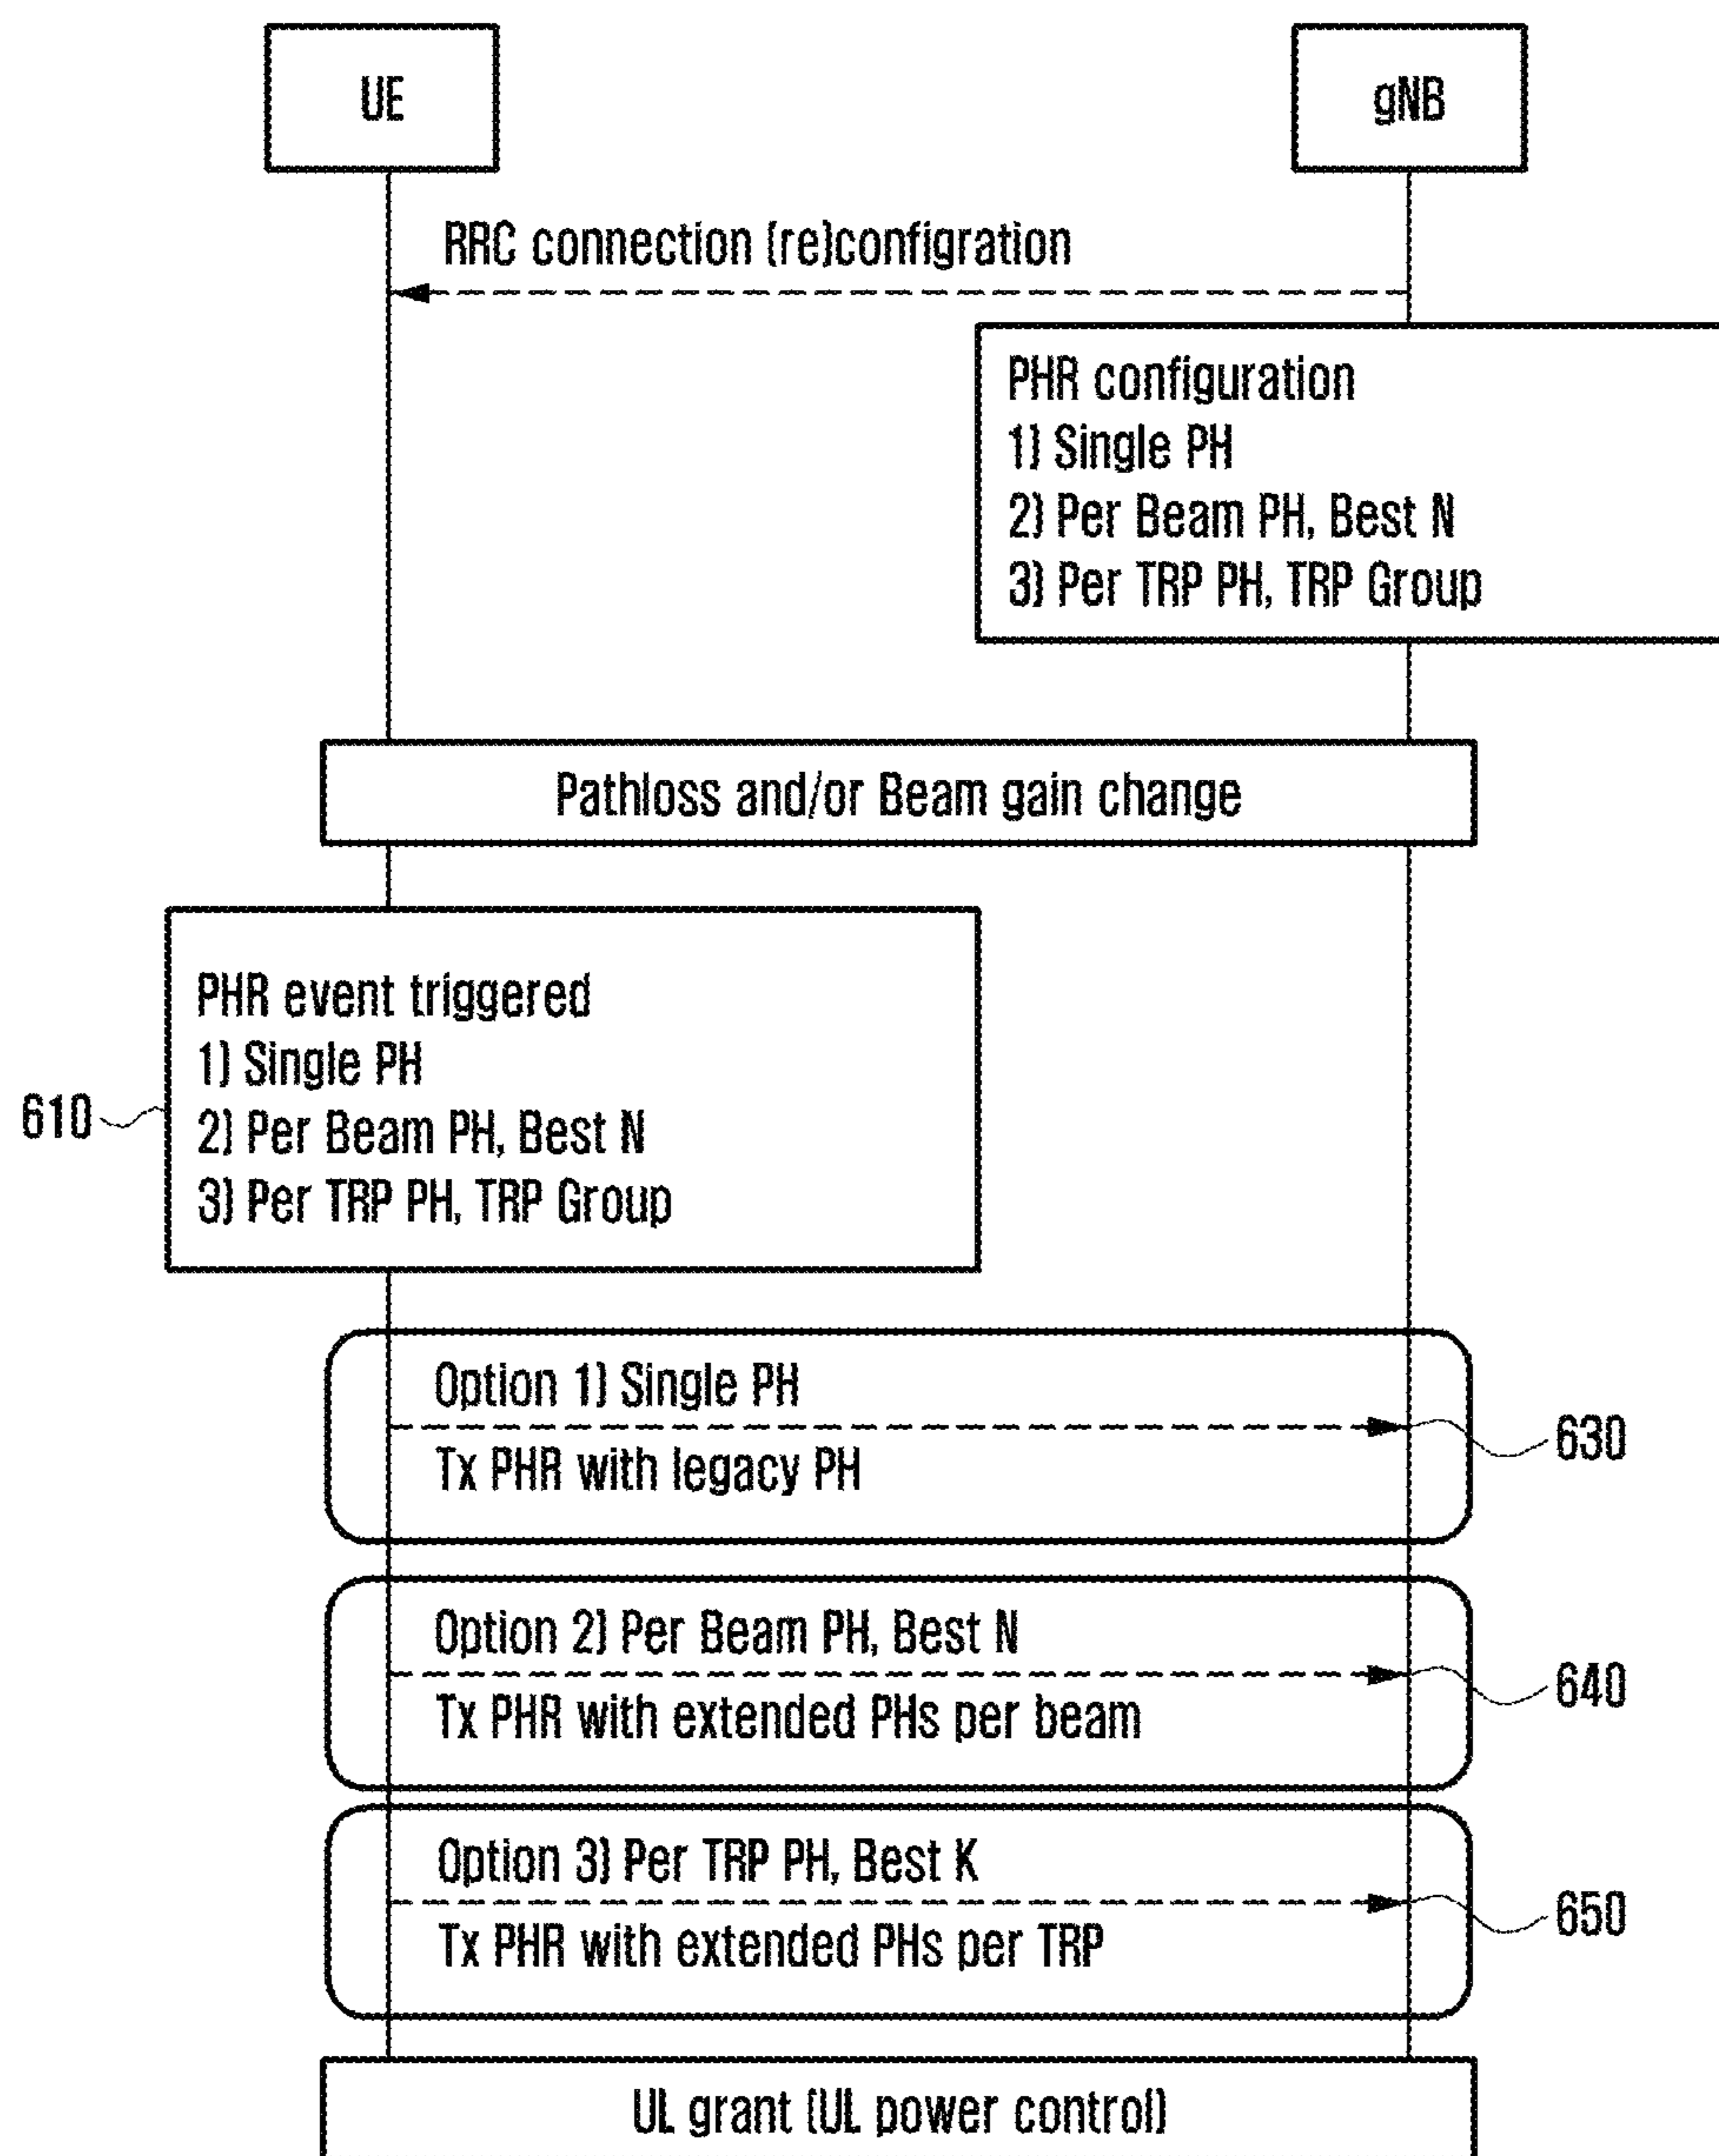 UE
gNB
RRC connection (re)configration
PHR configuration
1) Single PH
2) Per Beam PH, Best N
3) Per TRP PH, TRP Group
Pathloss and/or Beam gain change
PHR event triggered
1) Single PH
2) Per Beam PH, Best N
3) Per TRP PH, TRP Group
610
Option 1) Single PH
Tx PHR with legacy PH
630
Option 2) Per Beam PH, Best N
Tx PHR with extended PHs per beam
640
Option 3) Per TRP PH, Best K
Tx PHR with extended PHs per TRP
650
UL grant (UL power control)